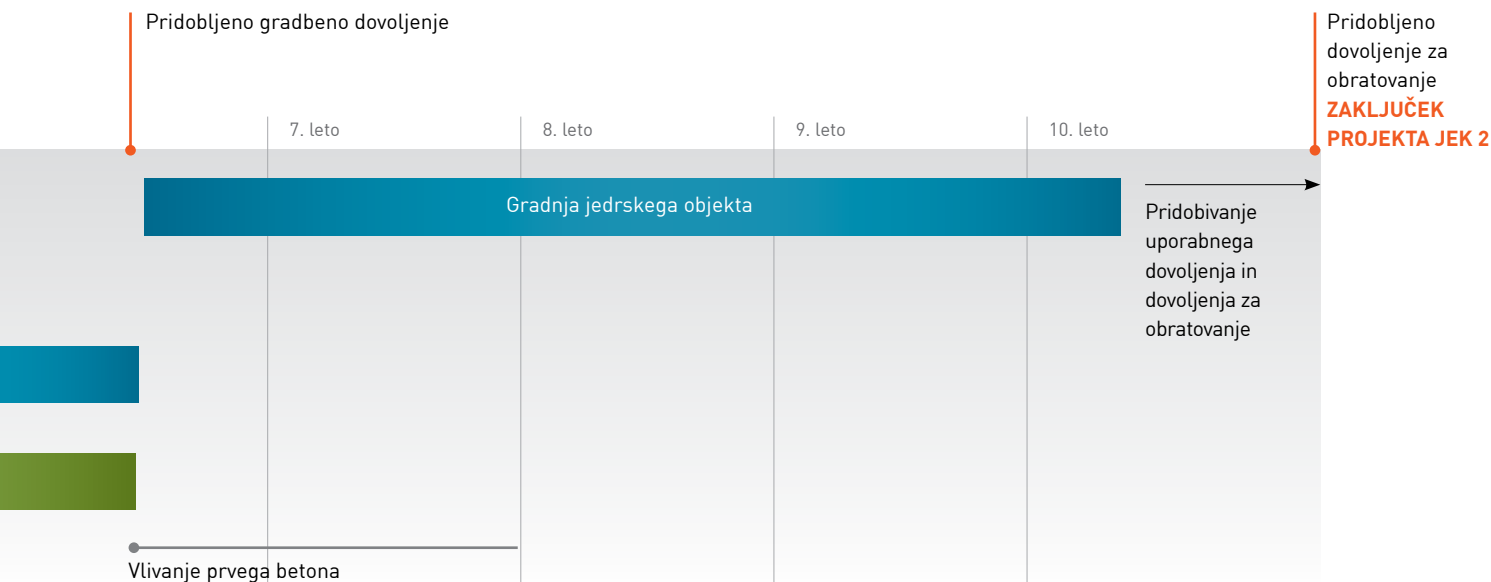 Pridobljeno gradbeno dovoljenje
Pridobljeno
dovoljenje za
obratovanje
ZAKLJUČEK
PROJEKTA JEK 2
7. leto
8. leto
9. leto
10. leto
Gradnja jedrskega objekta
Pridobivanje
uporabnega
dovoljenja in
dovoljenja za
obratovanje
Vlivanje prvega betona